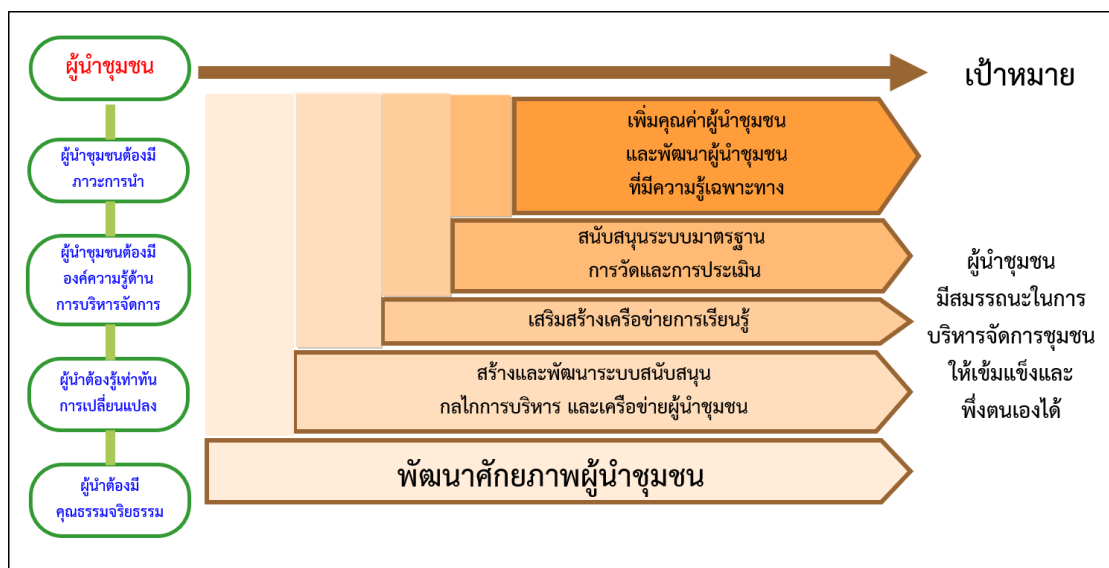 ผู้นำชุมชน
ผู้นำชุมชนต้องมี
ภาวะการนำ
ผู้นำชุมชนต้องมี
องค์ความรู้ด้าน
การบริหารจัดการ
ผู้นำต้องรู้เท่าทัน
การเปลี่ยนแปลง
ผู้นำต้องมี
คุณธรรมจริยธรรม
เพิ่มคุณค่าผู้นำชุมชน
และพัฒนาผู้นำชุมชน
ที่มีความรู้เฉพาะทาง
สนับสนุนระบบมาตรฐาน
การวัดและการประเมิน
เสริมสร้างเครือข่ายการเรียนรู้
สร้างและพัฒนาระบบสนับสนุน
กลไกการบริหาร และเครือข่ายผู้นำชุมชน
พัฒนาศักยภาพผู้นำชุมชน
เป้าหมาย
ผู้นำชุมชน
มีสมรรถนะในการ
บริหารจัดการชุมชน
ให้เข้มแข็งและ
พึ่งตนเองได้